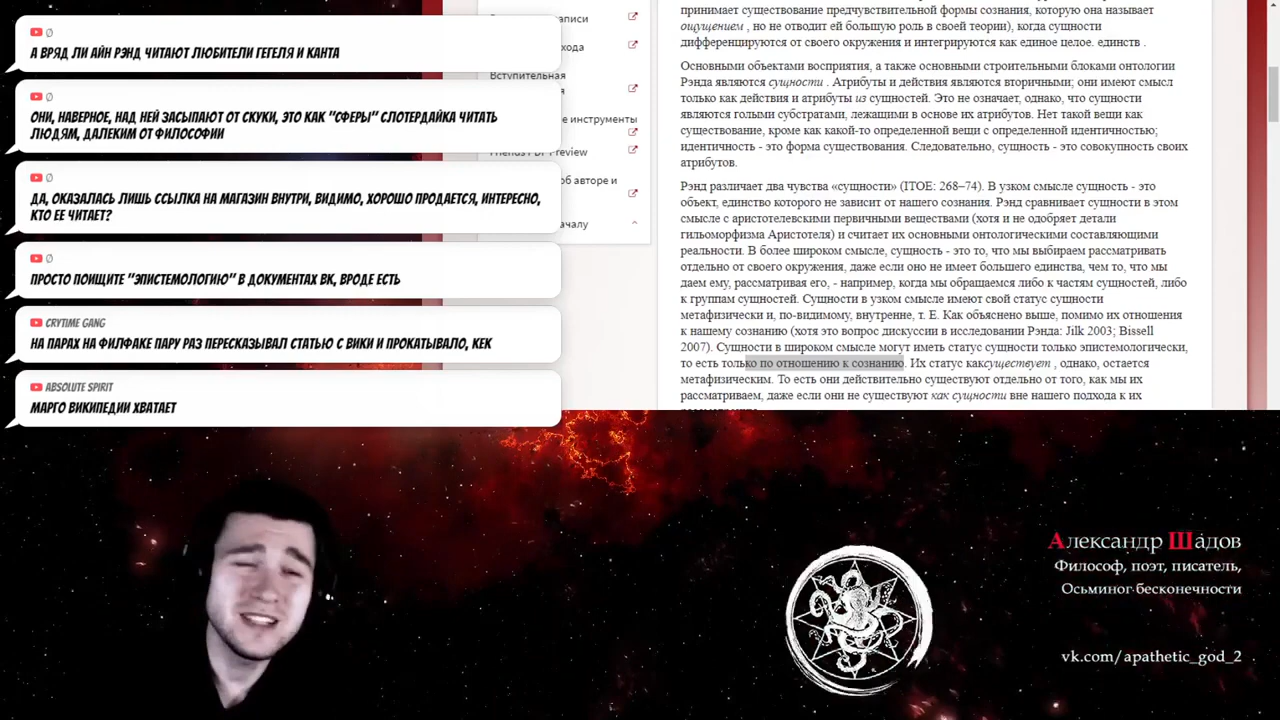 Ø
А ВРЯД ЛИ АЙН РЭНД ЧИТАЮТ ЛЮБИТЕЛИ ГЕГЕЛЯ И КАНТА
Ø
ОНИ, НАВЕРНОЕ, НАД НЕЙ ЗАСЫПАЮТ ОТ СКУКИ, ЭТО КАК "СФЕРЫ" СЛОТЕРДАЙКА ЧИТАТЬ
ЛЮДЯМ, ДАЛЕКИМ ОТ ФИЛОСОФИИ
Ø
ДА, ОКАЗАЛАСЬ ЛИШЬ ССЫЛКА НА МАГАЗИН ВНУТРИ, ВИДИМО, ХОРОШО ПРОДАЕТСЯ, ИНТЕРЕСНО,
КТО ЕЕ ЧИТАЕТ?
Ø
ПРОСТО ПОИЩИТЕ "ЭПИСТЕМОЛОГИЮ" В ДОКУМЕНТАХ ВК, ВРОДЕ ЕСТЬ
CRYTIME GANG
НА ПАРАХ НА ФИЛФАКЕ ПАРУ РАЗ ПЕРЕСКАЗЫВАЛ СТАТЬЮ С ВИКИ И ПРОКАТЫВАЛО, КЕК
ABSOLUTE SPIRIT
МАРГО ВИКИПЕДИИ ХВАТАЕТ
Вступительная
е инструменты
Preview
об авторе и
принимает существование предчувствительной формы сознания, которую она называет
ощущением , но не отводит ей большую роль в своей теории), когда сущности
дифференцируются от своего окружения и интегрируются как единое целое. единств .
Основными объектами восприятия, а также основными строительными блоками онтологии
Рэнда являются сущности . Атрибуты и действия являются вторичными; они имеют смысл
только как действия и атрибуты из сущностей. Это не означает, однако, что сущности
являются голыми субстратами, лежащими в основе их атрибутов. Нет такой вещи как
существование, кроме как какой-то определенной вещи с определенной идентичностью;
идентичность - это форма существования. Следовательно, сущность - это совокупность своих
атрибутов.
Рэнд различает два чувства «сущности» (ITOE: 268–74). В узком смысле сущность - это
объект, единство которого не зависит от нашего сознания. Рэнд сравнивает сущности в этом
смысле с аристотелевскими первичными веществами (хотя и не одобряет детали
гильоморфизма Аристотеля) и считает их основными онтологическими составляющими
реальности. В более широком смысле, сущность - это то, что мы выбираем рассматривать
отдельно от своего окружения, даже если оно не имеет большего единства, чем то, что мы
даем ему, рассматривая его, - например, когда мы обращаемся либо к частям сущностей, либо
к группам сущностей. Сущности в узком смысле имеют свой статус сущности
метафизически и, по-видимому, внутренне, т. Е. Как объяснено выше, помимо их отношения
к нашему сознанию (хотя это вопрос дискуссии в исследовании Рэнда: Jilk 2003; Bissell
2007). Сущности в широком смысле могут иметь статус сущности только эпистемологически,
то есть только по отношению к сознанию. Их статус каксуществует , однако, остается
метафизическим. То есть они действительно существуют отдельно от того, как мы их
рассматриваем, даже если они не существуют как сущности вне нашего подхода к их
Александр Шадов
Философ, поэт, писатель,
Осьминог бесконечности
vk.com/apathetic_god_2